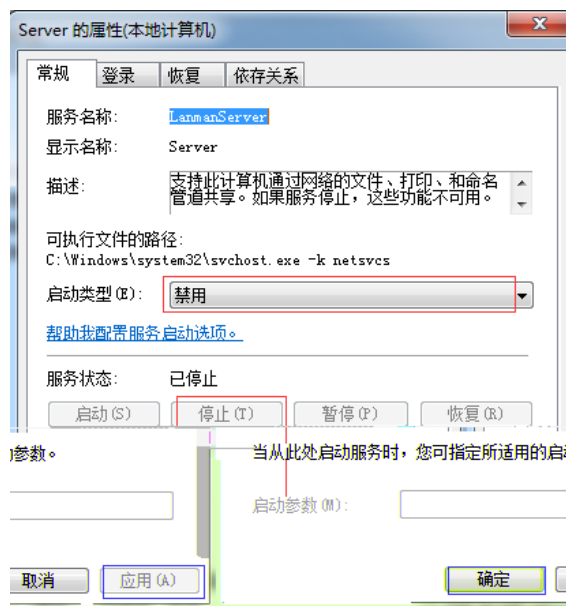 Server 的属性(本地计算机)
常规 登录 恢复 依存关系
服务名称: LanmanServer
显示名称: Server
描述: 支持此计算机通过网络的文件、打印、和命名
管道共享。如果服务停止，这些功能不可用。
可执行文件的路径:
C:\Windows\system32\svchost.exe -k netsvcs
启动类型(E): 禁用
帮助我配置服务启动选项。
服务状态: 已停止
启动(S) 停止(T) 暂停(P) 恢复(R)
参数。 当从此处启动服务时，您可指定所适用的启
启动参数(M):
取消 应用(A) 确定